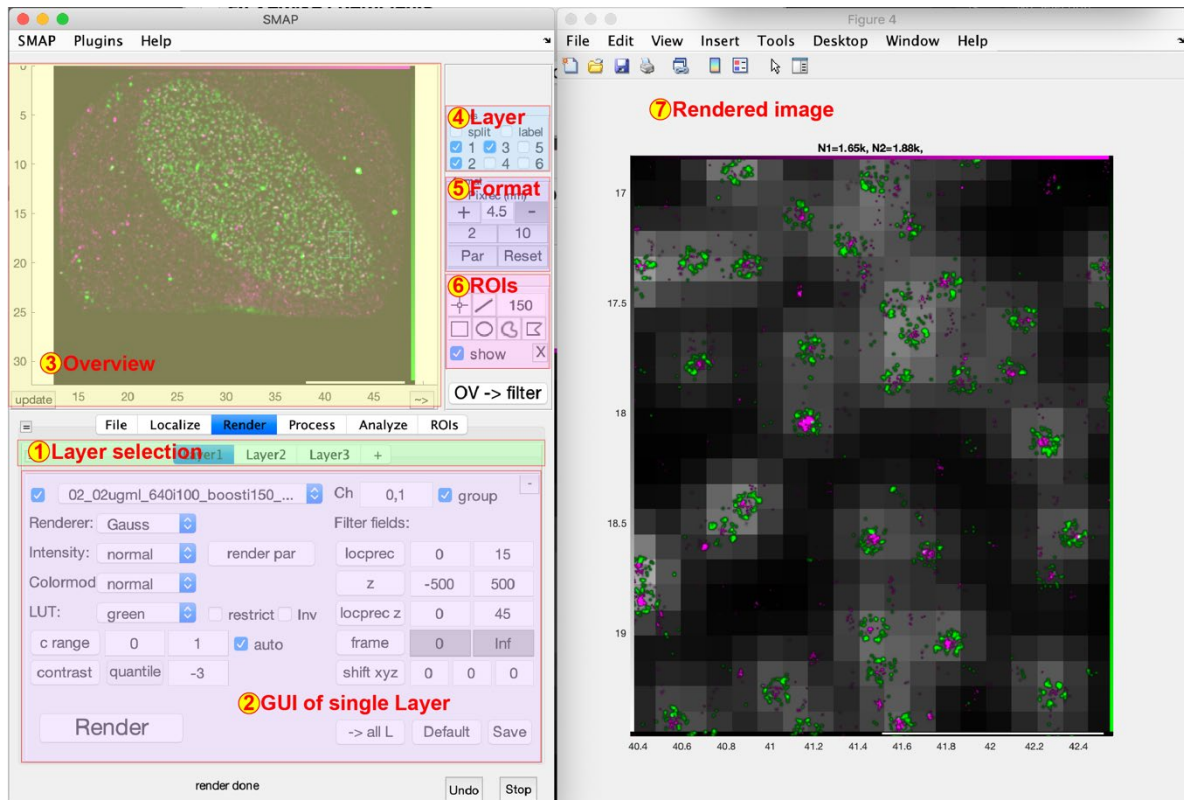 SMAP
SMAP Plugins Help
0
5
10
15
20
25
30
③Overview
update 15 20 25 30 35 40 45 ~>
④Layer
split label
1 3 5
2 4 6
⑤Format
Pixrec (nm)
+ 4.5 -
2 10
Par Reset
⑥ROIs
150
show X
OV -> filter
File Localize Render Process Analyze ROIs
①Layer selection
Layer2 Layer3 +
02_02ugml_640i100_boosti150_... Ch 0,1 group -
Renderer: Gauss Filter fields:
Intensity: normal render par locprec 0 15
Colormod normal z -500 500
LUT: green restrict Inv locprec z 0 45
c range 0 1 auto frame 0 Inf
contrast quantile -3 shift xyz 0 0 0
②GUI of single Layer
Render -> all L Default Save
render done Undo Stop
Figure 4
File Edit View Insert Tools Desktop Window Help
⑦Rendered image
N1=1.65k, N2=1.88k,
17
17.5
18
18.5
19
40.4 40.6 40.8 41 41.2 41.4 41.6 41.8 42 42.2 42.4